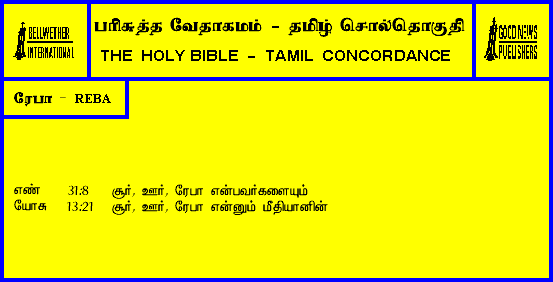 BELLWETHER
INTERNATIONAL
பரிசுத்த வேதாகமம் - தமிழ் சொல்தொகுதி
THE HOLY BIBLE - TAMIL CONCORDANCE
GOOD NEWS
PUBLISHERS
ரேபா - REBA
எண் 31:8 சூர், ஊர், ரேபா என்பவர்களையும்
யோசு 13:21 சூர், ஊர், ரேபா என்னும் மீதியானின்